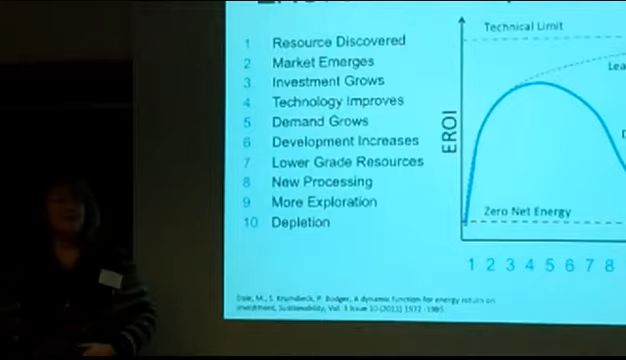 1 Resource Discovered
2 Market Emerges
3 Investment Grows
4 Technology Improves
5 Demand Grows
6 Development Increases
7 Lower Grade Resources
8 New Processing
9 More Exploration
10 Depletion
Technical Limit
Lea
EROI
Zero Net Energy
1 2 3 4 5 6 7 8
Dale, M., S. Krumdieck, P. Bodger, A dynamic function for energy return on
investment, Sustainability, Vol. 3 Issue 10 (2011) 1972 -1985